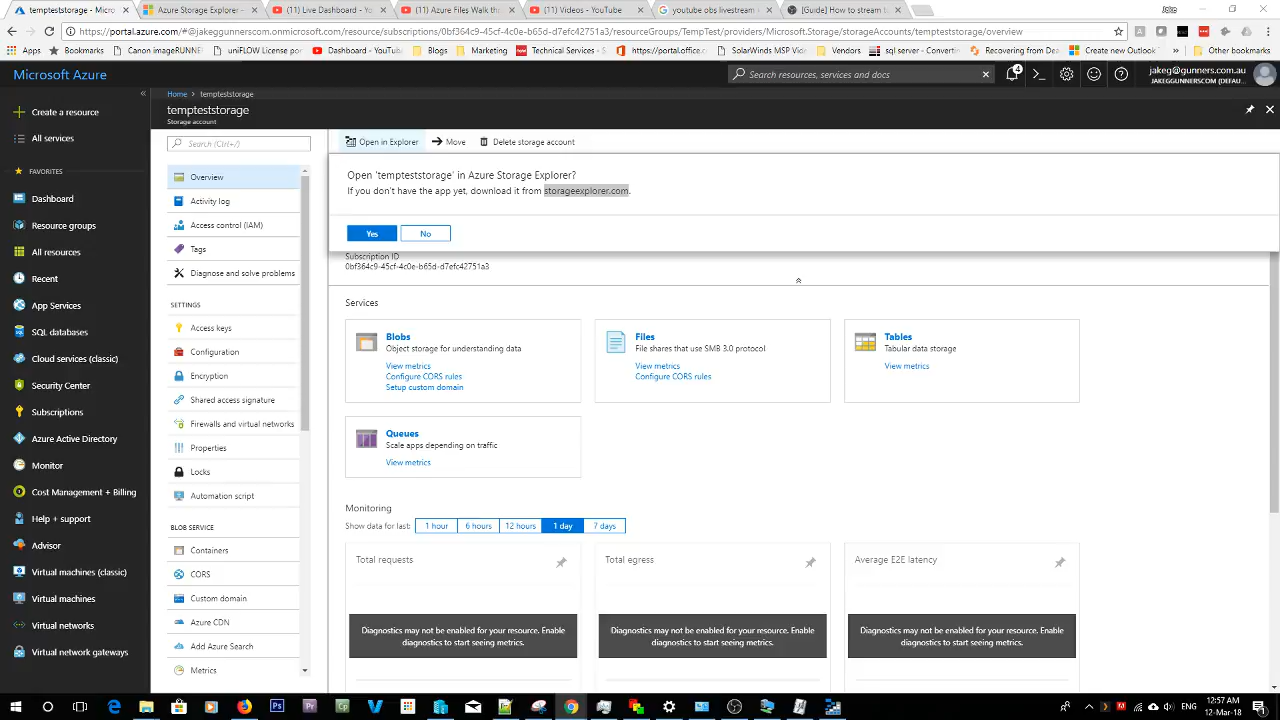 tempteststorage - Micros
Azure Storage Explorer -
(11) Live Dashboard - Yo
(11) Azure Files With the
(11) Videos - YouTube
youtube obs livestream
[Guide] How to stream t
Jake
https://portal.azure.com/#@jakeggunnerscom.onmicrosoft.com/resource/subscriptions/0bf364c9-45cf-4c0e-b65d-d7efc42751a3/resourceGroups/TempTest/providers/Microsoft.Storage/storageAccounts/tempteststorage/overview
Apps
Bookmarks
Canon imageRUNNER
uniFLOW version rel
Dashboard - YouTube
Blogs
Marketing
Technical Services -
Outlook
SolarWinds MSP Vid
Vendors
sql server - Convert
Recovering from
Create new Outlook
Other bookmarks
Microsoft Azure
Search resources, services and docs
2
jakeg@gunners.com.au
JAKEGGUNNERSCOM (DEFAU...
Create a resource
All services
FAVORITES
Dashboard
Resource groups
All resources
Recent
App Services
SQL databases
Cloud services (classic)
Security Center
Subscriptions
Azure Active Directory
Monitor
Cost Management + Billing
Help + support
Advisor
Virtual machines (classic)
Virtual machines
Virtual networks
Virtual network gateways
Home > tempteststorage
tempteststorage
Storage account
Search (Ctrl+/)
Overview
Activity log
Access control (IAM)
Tags
Diagnose and solve problems
SETTINGS
Access keys
Configuration
Encryption
Shared access signature
Firewalls and virtual networks
Properties
Locks
Automation script
BLOB SERVICE
Containers
CORS
Custom domain
Azure CDN
Add Azure Search
Metrics
Open in Explorer
Move
Delete storage account
Open 'tempteststorage' in Azure Storage Explorer?
If you don't have the app yet, download it from storageexplorer.com.
Yes
No
Subscription ID
0bf364c9-45cf-4c0e-b65d-d7efc42751a3
Services
Blobs
Object storage for understanding data
View metrics
Configure CORS rules
Setup custom domain
Files
File shares that use SMB 3.0 protocol
View metrics
Configure CORS rules
Tables
Tabular data storage
View metrics
Queues
Scale apps depending on traffic
View metrics
Monitoring
Show data for last:
1 hour
6 hours
12 hours
1 day
7 days
Total requests
Total egress
Average E2E latency
Diagnostics may not be enabled for your resource. Enable
diagnostics to start seeing metrics.
Diagnostics may not be enabled for your resource. Enable
diagnostics to start seeing metrics.
Diagnostics may not be enabled for your resource. Enable
diagnostics to start seeing metrics.
ENG
12:57 AM
12-Mar-18